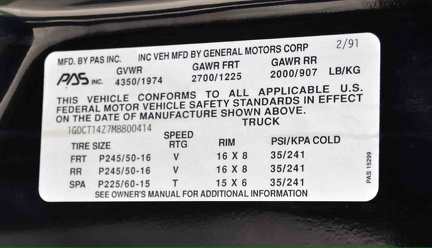 MFD. BY PAS INC. INC VEH MFD BY GENERAL MOTORS CORP 2/91
PAS INC. GVWR GAWR FRT GAWR RR
4350/1974 2700/1225 2000/907 LB/KG
THIS VEHICLE CONFORMS TO ALL APPLICABLE U.S.
FEDERAL MOTOR VEHICLE SAFETY STANDARDS IN EFFECT
ON THE DATE OF MANUFACTURE SHOWN ABOVE.
1GDCT14Z7M8800414 TRUCK
TIRE SIZE SPEED RTG RIM PSI/KPA COLD
FRT P245/50-16 V 16 X 8 35/241
RR P245/50-16 V 16 X 8 35/241
SPA P225/60-15 T 15 X 6 35/241
SEE OWNER'S MANUAL FOR ADDITIONAL INFORMATION
PAS 15299